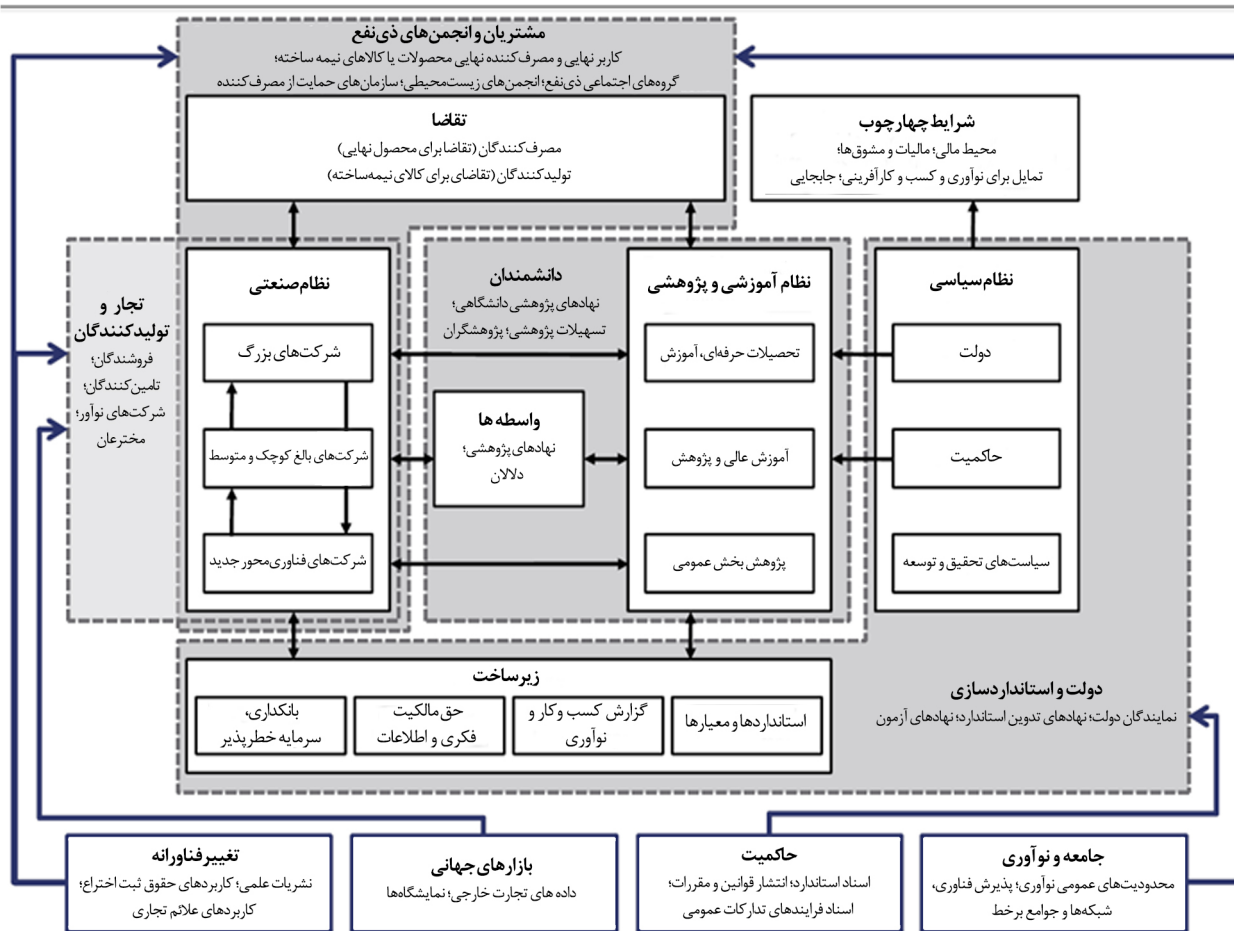 مشتریان و انجمن‌های ذی‌نفع
کاربر نهایی و مصرف‌کننده نهایی محصولات یا کالاهای نیمه ساخته؛
گروه‌های اجتماعی ذی‌نفع؛ انجمن‌های زیست‌محیطی؛ سازمان‌های حمایت از مصرف‌کننده
تقاضا
مصرف‌کنندگان (تقاضا برای محصول نهایی)
تولیدکنندگان (تقاضای برای کالای نیمه‌ساخته)
شرایط چهارچوب
محیط مالی؛ مالیات و مشوق‌ها؛
تمایل برای نوآوری و کسب و کارآفرینی؛ جابجایی
نظام سیاسی
دولت
حاکمیت
سیاست‌های تحقیق و توسعه
نظام آموزشی و پژوهشی
تحصیلات حرفه‌ای، آموزش
آموزش عالی و پژوهش
پژوهش بخش عمومی
دانشمندان
نهادهای پژوهشی دانشگاهی؛
تسهیلات پژوهشی؛ پژوهشگران
واسطه ها
نهادهای پژوهشی؛
دلالان
نظام صنعتی
شرکت‌های بزرگ
شرکت‌های بالغ کوچک و متوسط
شرکت‌های فناوری‌محور جدید
تجار و
تولیدکنندگان
فروشندگان؛
تامین‌کنندگان؛
شرکت‌های نوآور؛
مخترعان
زیرساخت
استانداردها و معیارها
گزارش کسب وکار و
نوآوری
حق مالکیت
فکری و اطلاعات
بانکداری،
سرمایه خطرپذیر
دولت و استانداردسازی
نمایندگان دولت؛ نهادهای تدوین استاندارد؛ نهادهای آزمون
جامعه و نوآوری
محدودیت‌های عمومی نوآوری؛ پذیرش فناوری،
شبکه‌ها و جوامع برخط
حاکمیت
اسناد استاندارد؛ انتشار قوانین و مقررات؛
اسناد فرایندهای تدارکات عمومی
بازارهای جهانی
داده های تجارت خارجی؛ نمایشگاه‌ها
تغییر فناورانه
نشریات علمی؛ کاربردهای حقوق ثبت اختراع؛
کاربردهای علائم تجاری